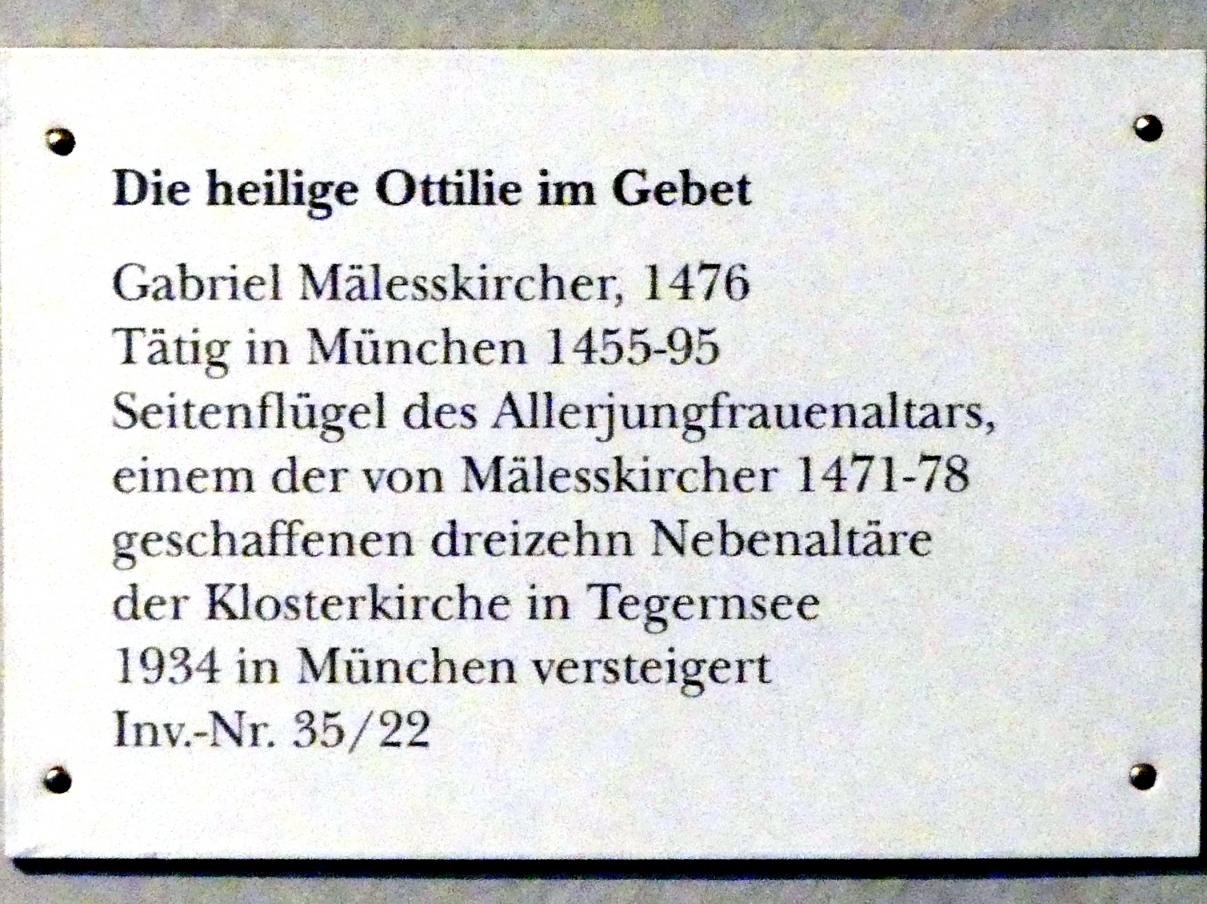 Die heilige Ottilie im Gebet
Gabriel Mälesskircher, 1476
Tätig in München 1455-95
Seitenflügel des Allerjungfrauenaltars,
einem der von Mälesskircher 1471-78
geschaffenen dreizehn Nebenaltäre
der Klosterkirche in Tegernsee
1934 in München versteigert
Inv.-Nr. 35/22